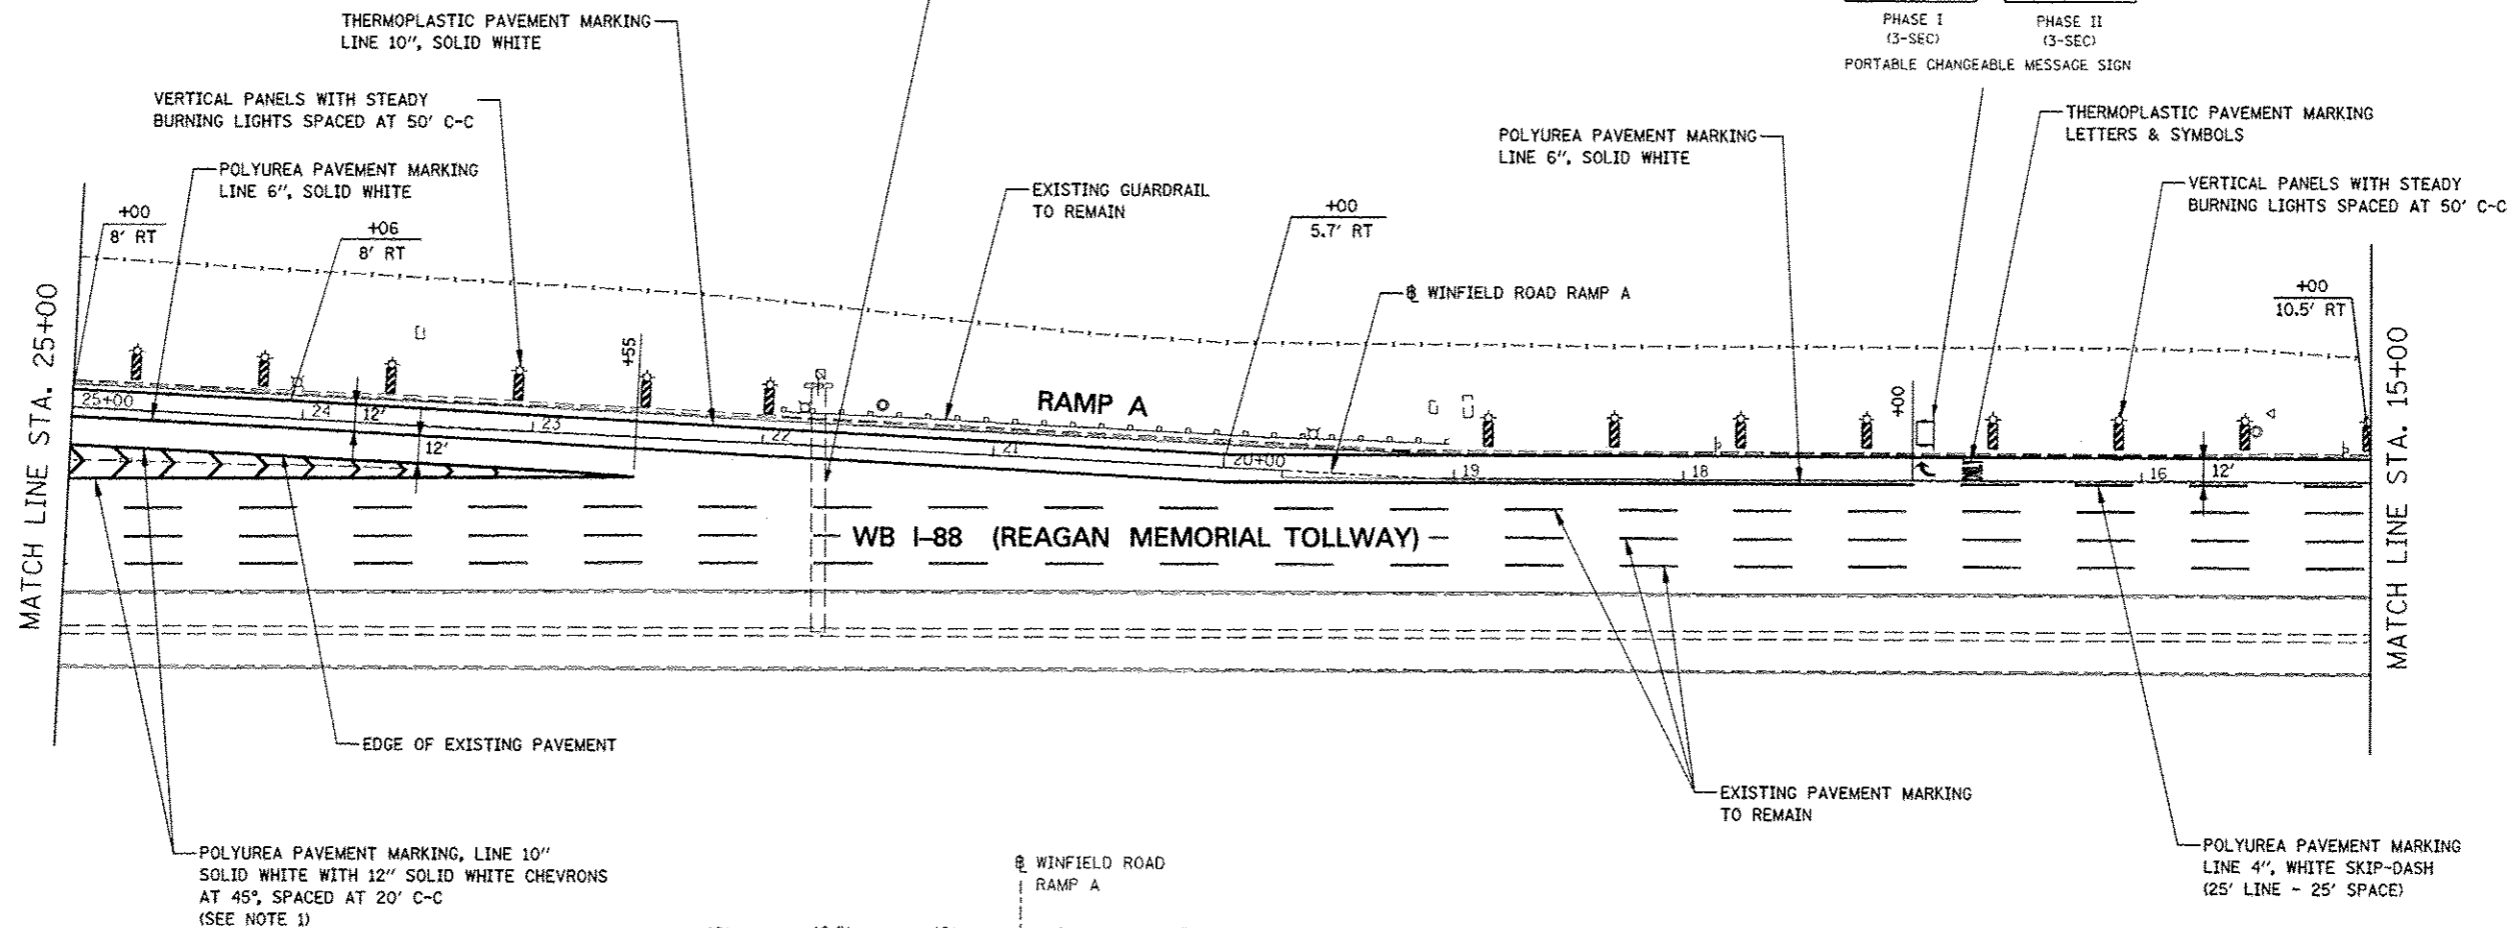 THERMOPLASTIC PAVEMENT MARKING
LINE 10", SOLID WHITE
PHASE I
(3-SEC)
PHASE II
(3-SEC)
PORTABLE CHANGEABLE MESSAGE SIGN
VERTICAL PANELS WITH STEADY
BURNING LIGHTS SPACED AT 50' C-C
THERMOPLASTIC PAVEMENT MARKING
LETTERS & SYMBOLS
POLYUREA PAVEMENT MARKING
LINE 6", SOLID WHITE
POLYUREA PAVEMENT MARKING
LINE 6", SOLID WHITE
EXISTING GUARDRAIL
TO REMAIN
VERTICAL PANELS WITH STEADY
BURNING LIGHTS SPACED AT 50' C-C
+00
8' RT
+06
8' RT
+00
5.7' RT
WINFIELD ROAD RAMP A
+00
10.5' RT
MATCH LINE STA. 25+00
+55
+00
MATCH LINE STA. 15+00
RAMP A
25+00
24
12'
23
12'
22
21
20+00
19
18
16
12'
WB I-88 (REAGAN MEMORIAL TOLLWAY)
EDGE OF EXISTING PAVEMENT
EXISTING PAVEMENT MARKING
TO REMAIN
POLYUREA PAVEMENT MARKING, LINE 10"
SOLID WHITE WITH 12" SOLID WHITE CHEVRONS
AT 45°, SPACED AT 20' C-C
(SEE NOTE 1)
WINFIELD ROAD
RAMP A
POLYUREA PAVEMENT MARKING
LINE 4", WHITE SKIP-DASH
(25' LINE - 25' SPACE)